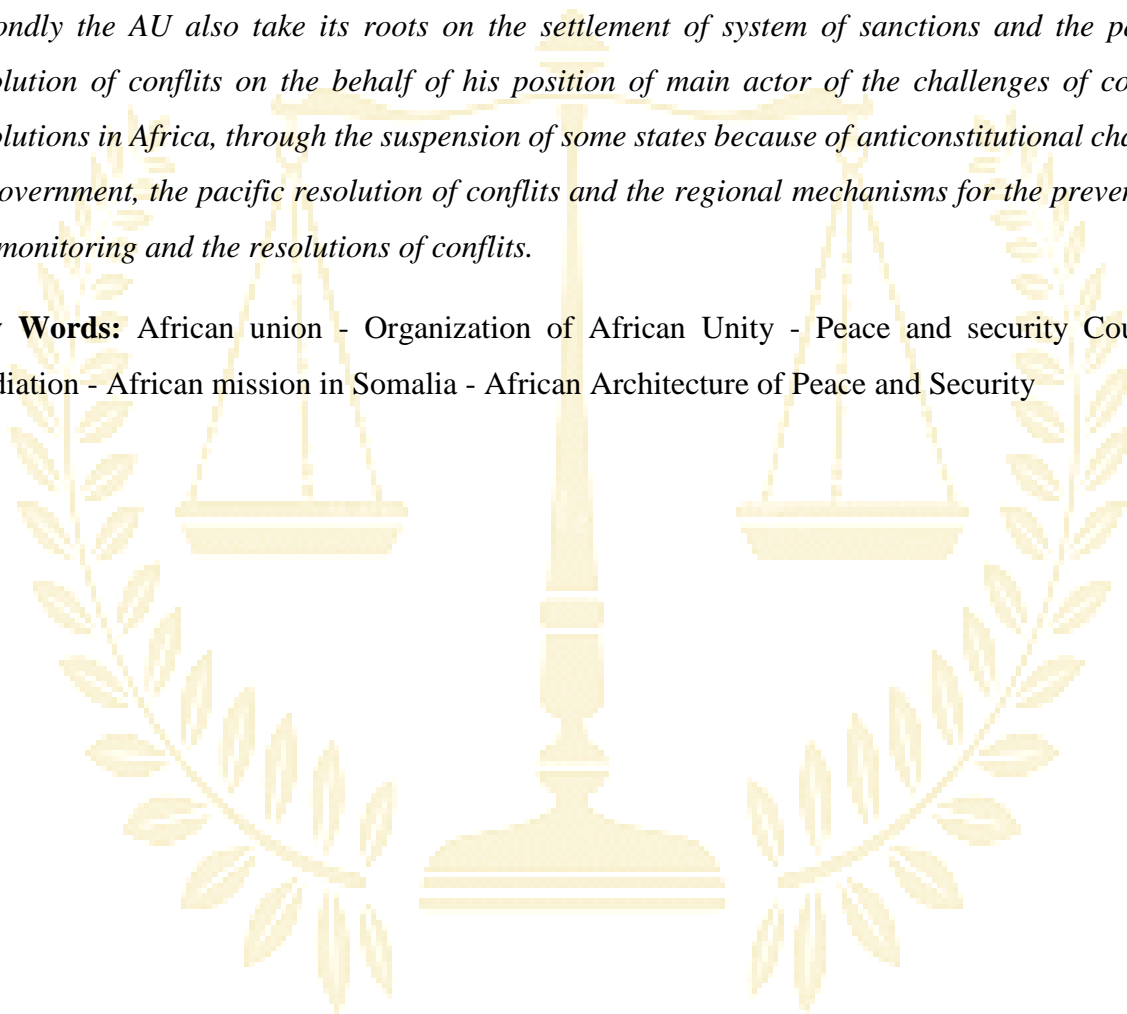 ondly the AU also take its roots on the settlement of system of sanctions and the pa
olution of conflits on the behalf of his position of main actor of the challenges of co
olutions in Africa, through the suspension of some states because of anticonstitutional cha
overnment, the pacific resolution of conflits and the regional mechanisms for the preven
monitoring and the resolutions of conflits.
Words: African union - Organization of African Unity - Peace and security Cou
diation - African mission in Somalia - African Architecture of Peace and Security